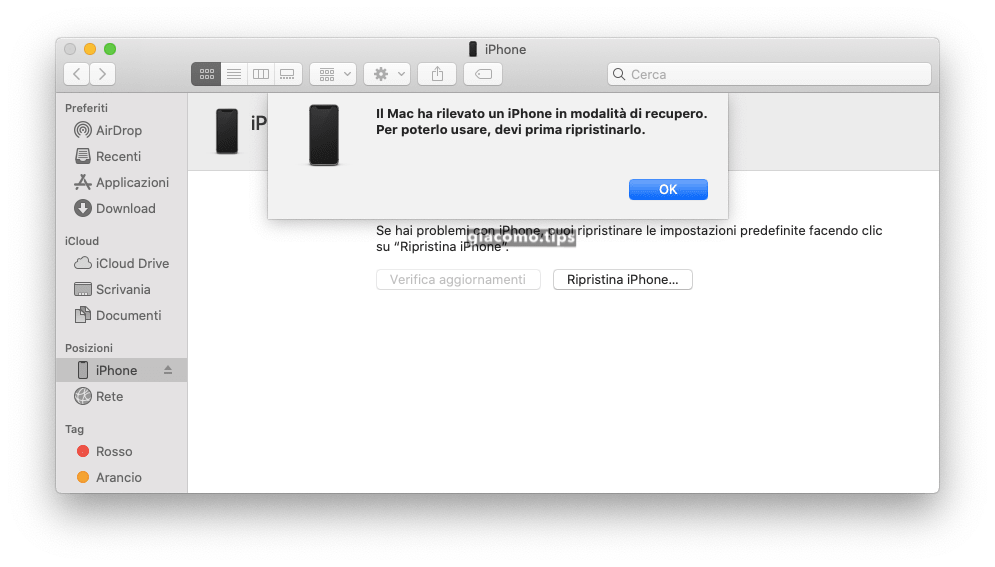 iPhone
Cerca
Preferiti
AirDrop
Recenti
Applicazioni
Download
iCloud
iCloud Drive
Scrivania
Documenti
Posizioni
iPhone
Rete
Tag
Rosso
Arancio
iP
Il Mac ha rilevato un iPhone in modalità di recupero.
Per poterlo usare, devi prima ripristinarlo.
OK
Se hai problemi con iPhone, puoi ripristinare le impostazioni predefinite facendo clic
su “Ripristina iPhone”.
giacomo.tips
Verifica aggiornamenti
Ripristina iPhone...